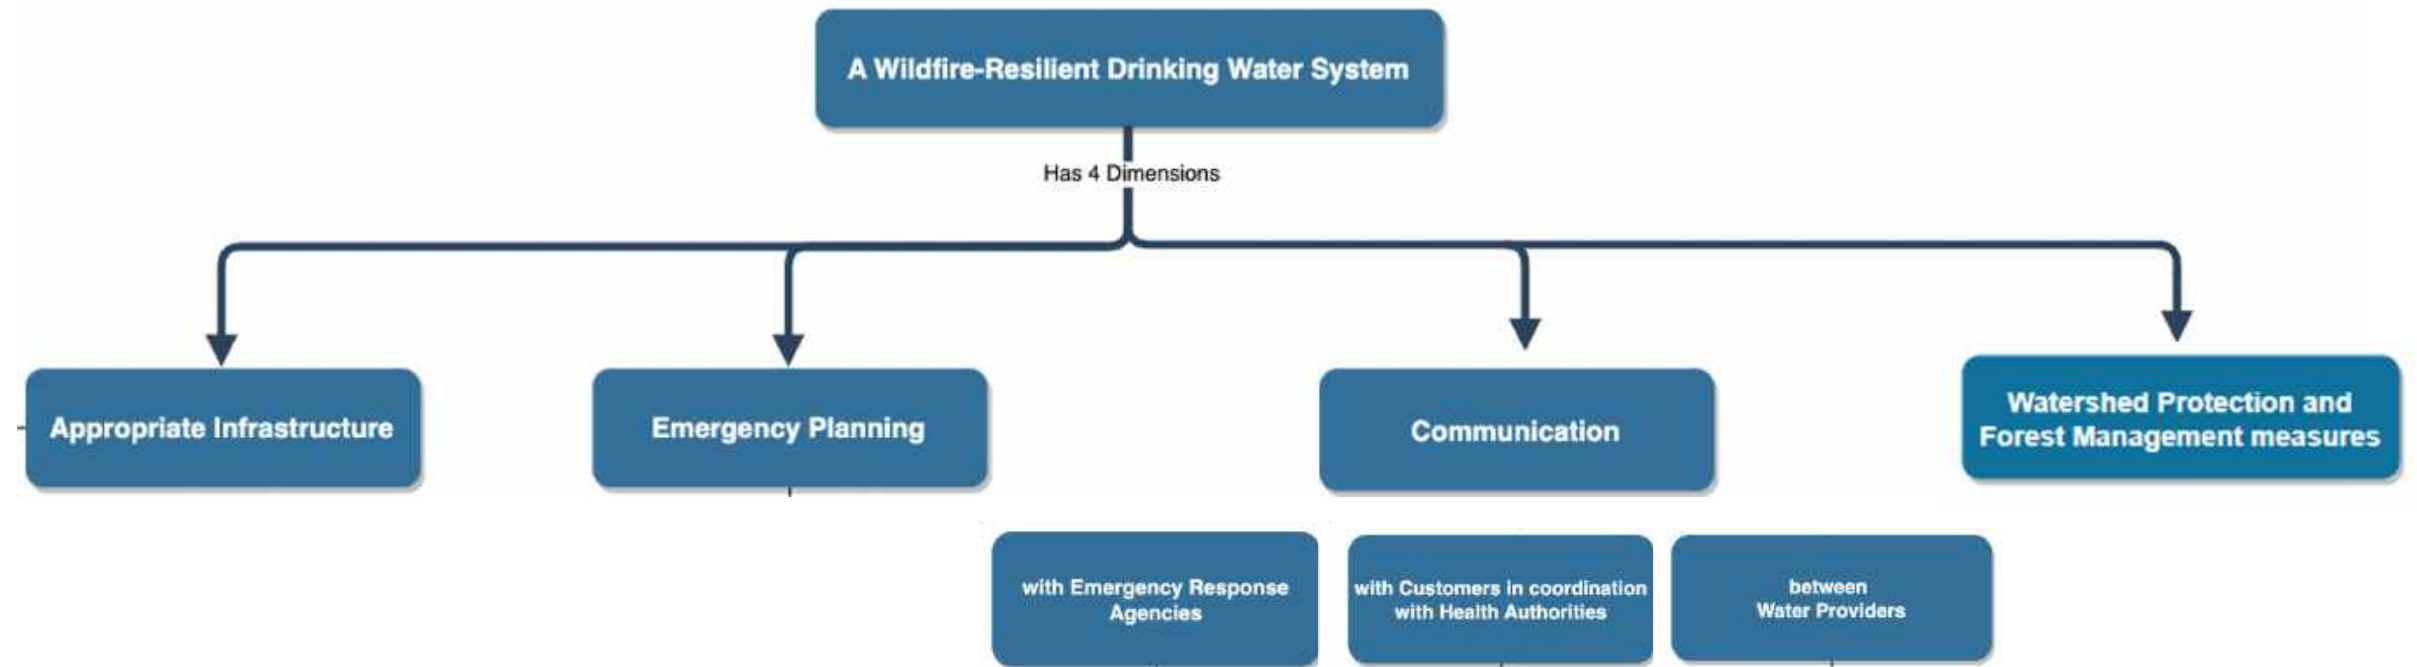 A Wildfire-Resilient Drinking Water System
Has 4 Dimensions
Appropriate Infrastructure
Emergency Planning
Communication
Watershed Protection and
Forest Management measures
with Emergency Response
Agencies
with Customers in coordination
with Health Authorities
between
Water Providers